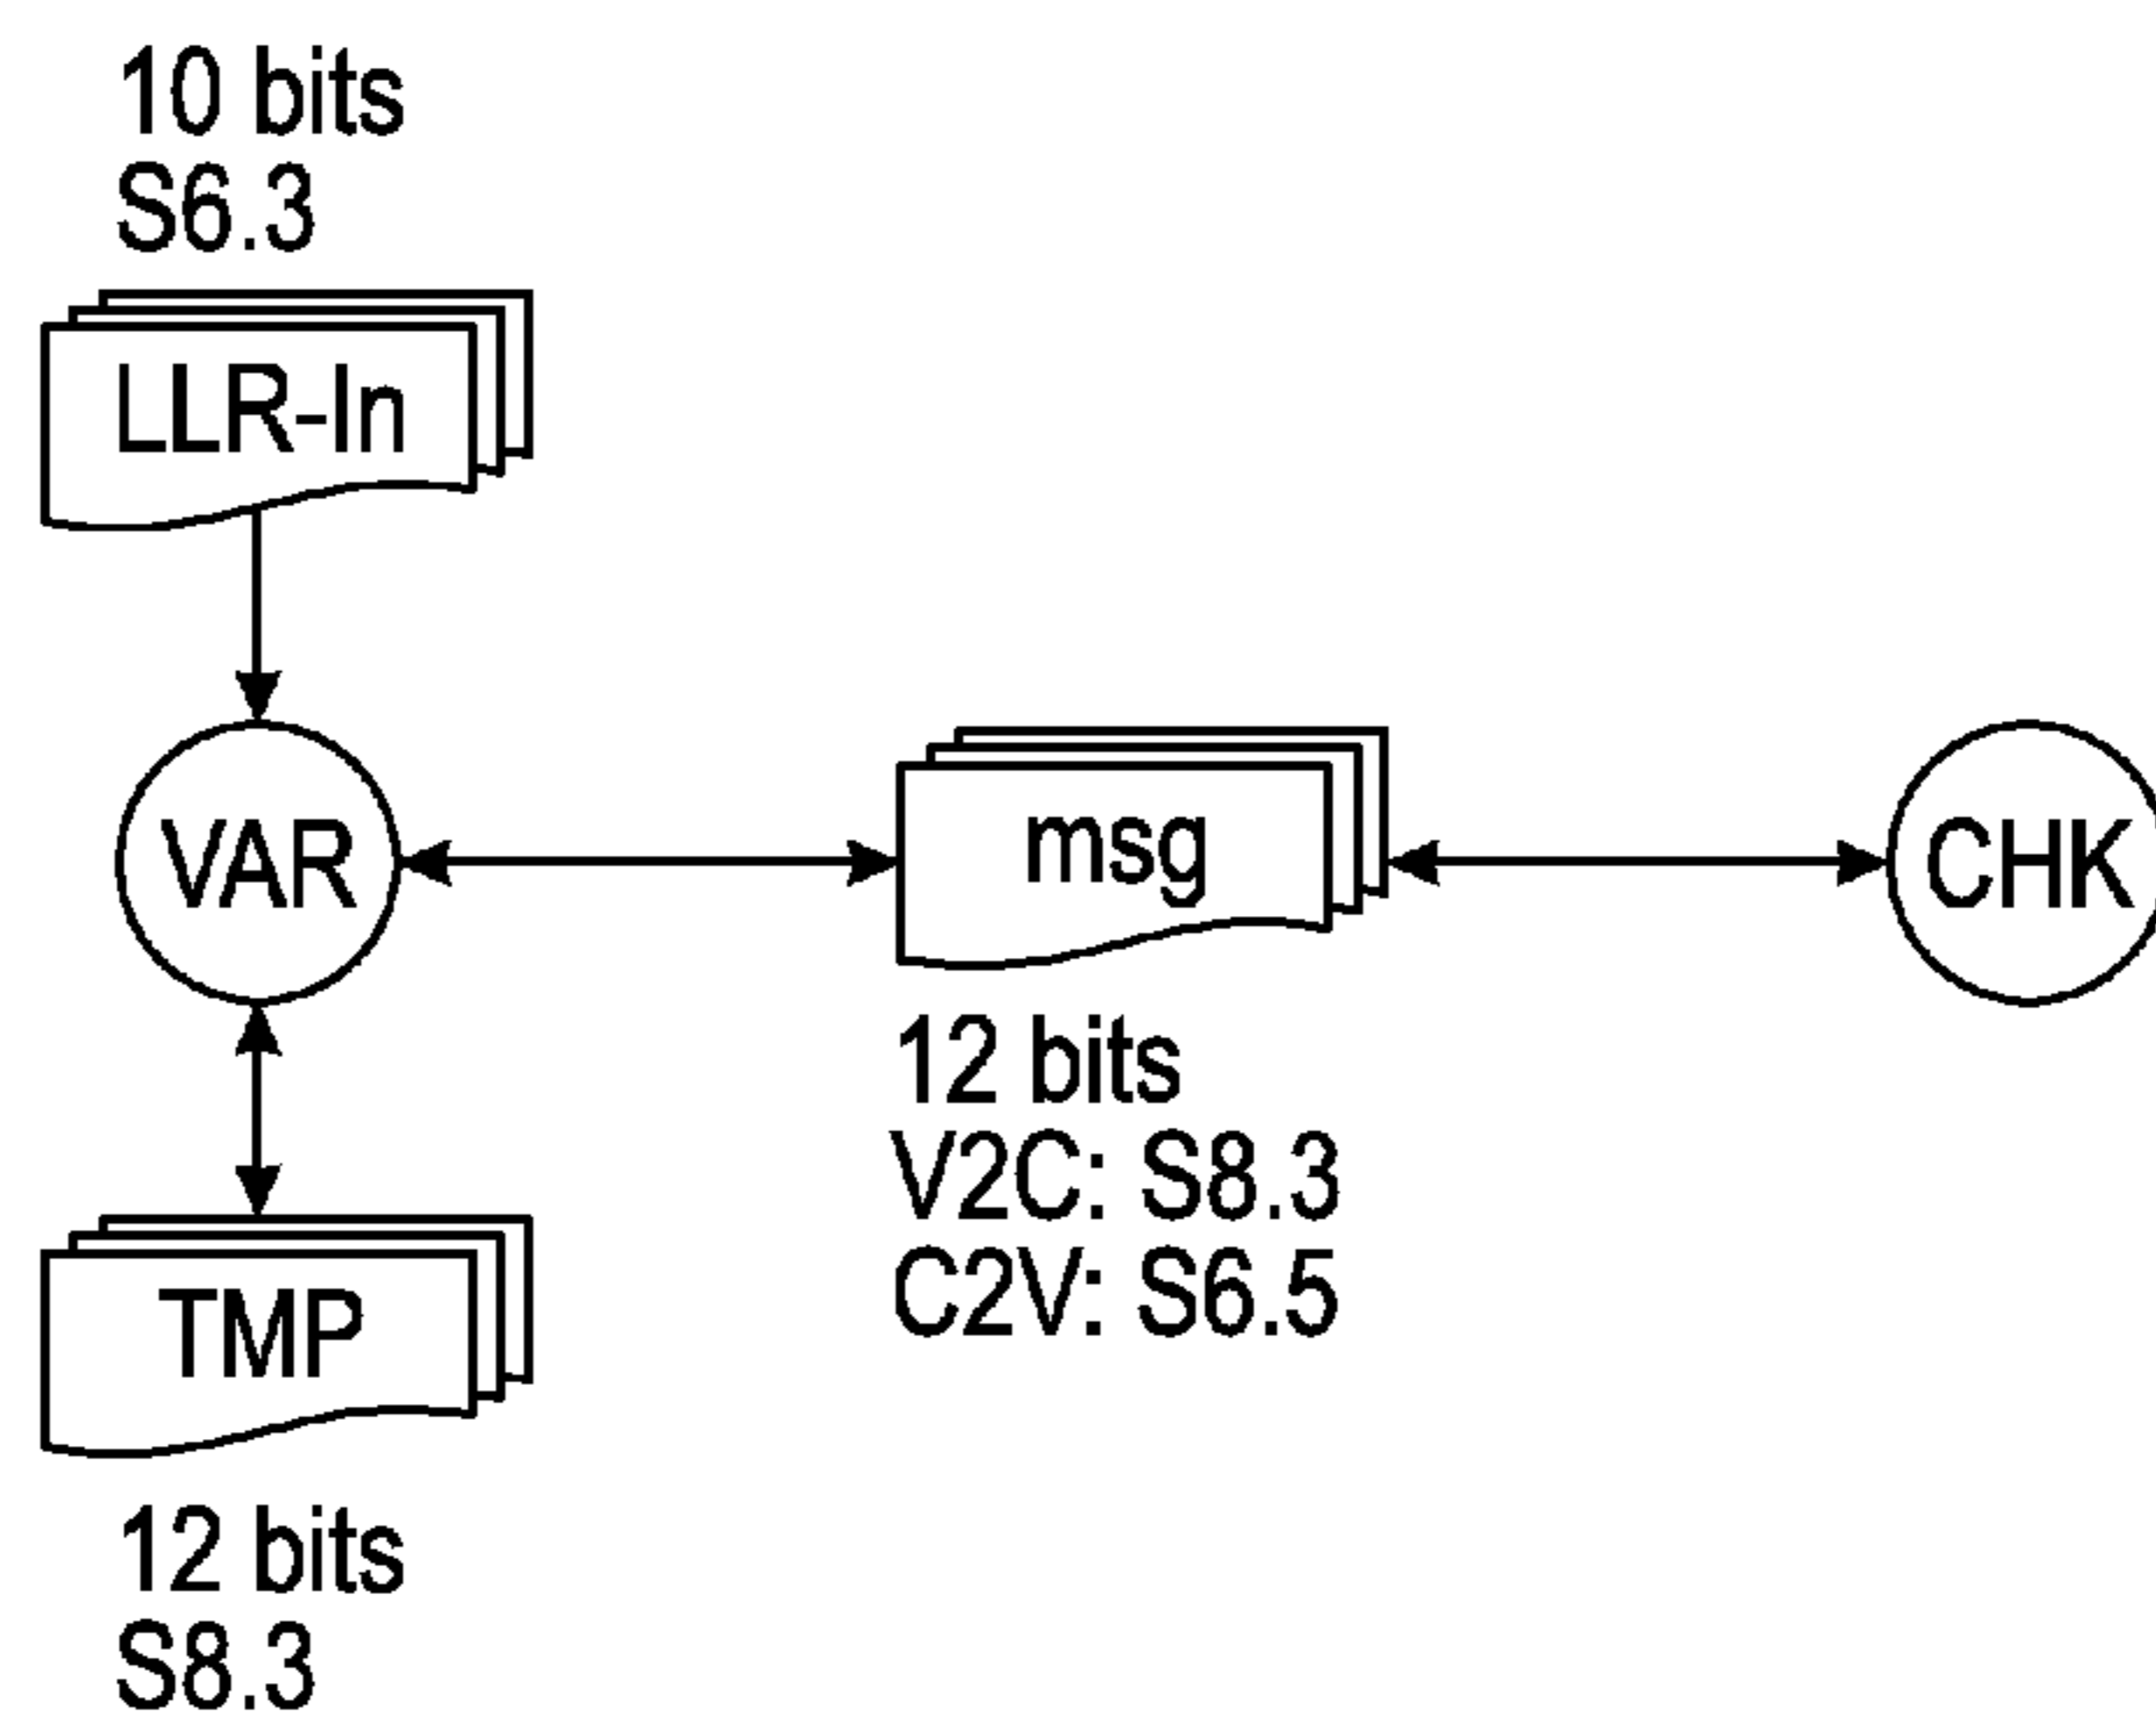 10 bits
S6.3
LLR-In
VAR
msg
CHK
12 bits
V2C: S8.3
C2V: S6.5
TMP
12 bits
S8.3